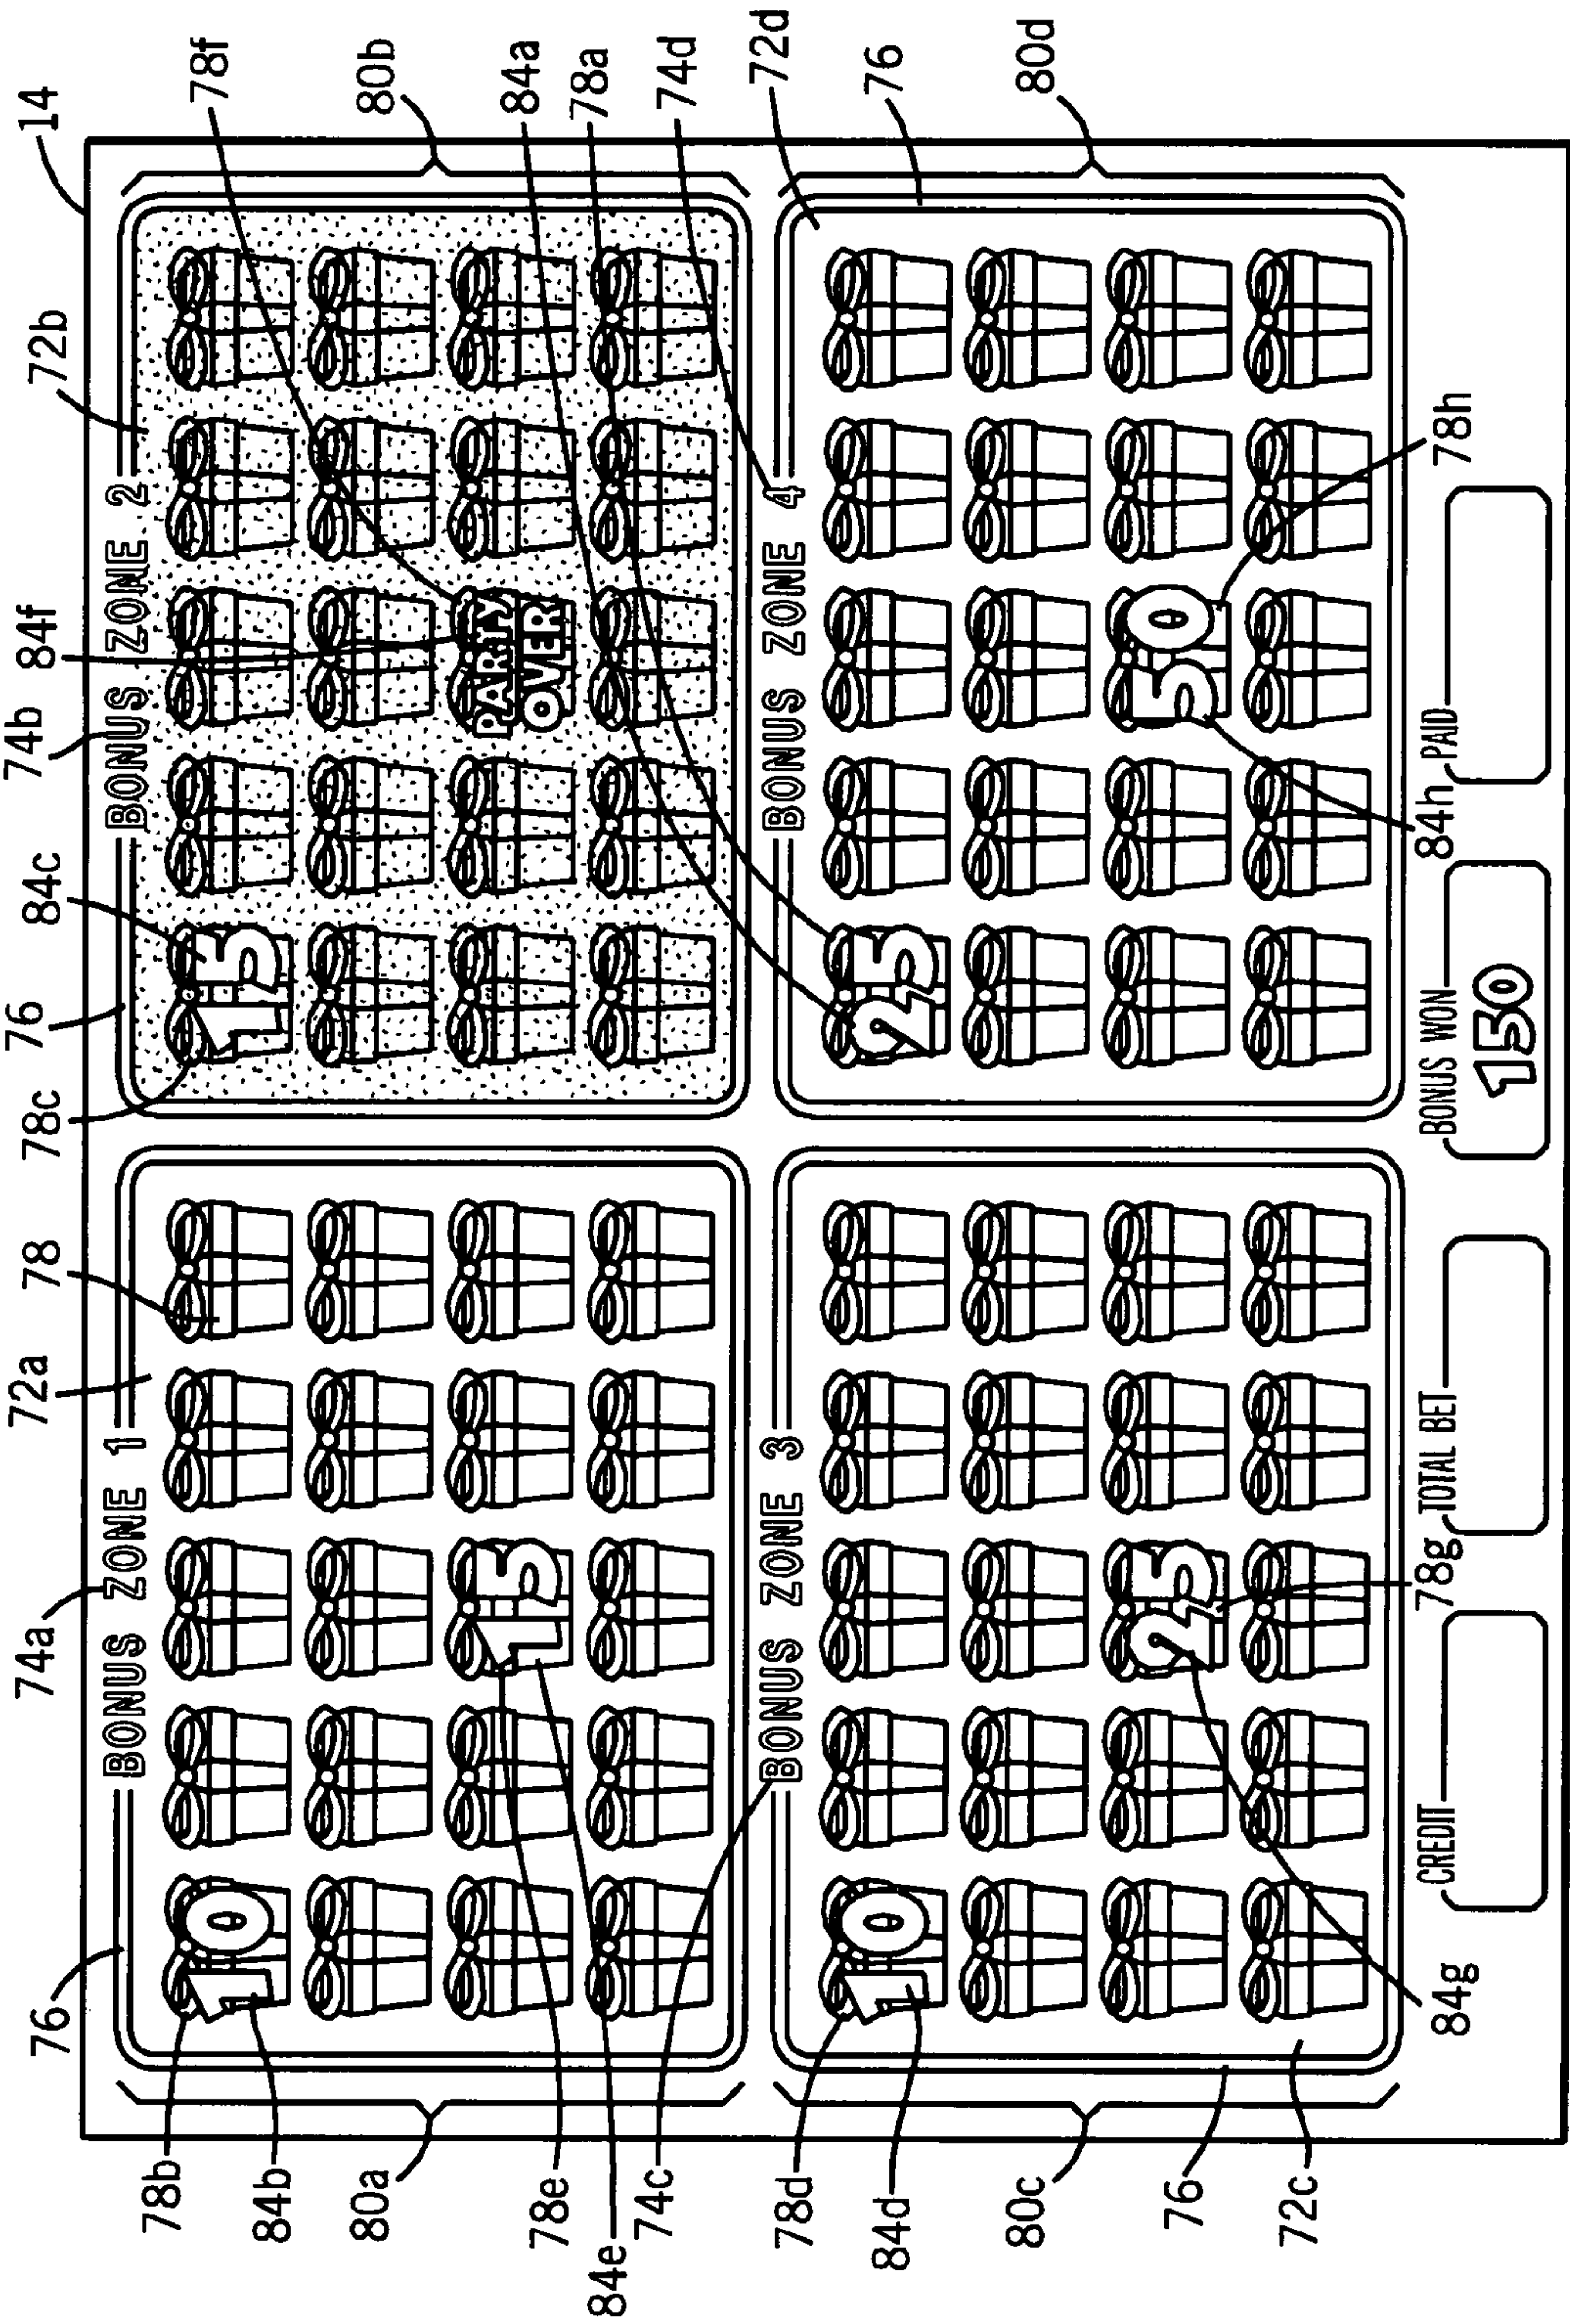 14
76 74a 72a 78 78c 76 84c 74b 84f 72b
BONUS ZONE 1
BONUS ZONE 2
78f
80b
84a
78a
74d
72d
76
80d
78b
84b
80a
78e
84e
74c
78d
84d
80c
76
72c
10
15
15
PARTY
OVER
BONUS ZONE 3
BONUS ZONE 4
10
25
25
50
84g 78g 84h 78h
CREDIT TOTAL BET BONUS WON PAID
150